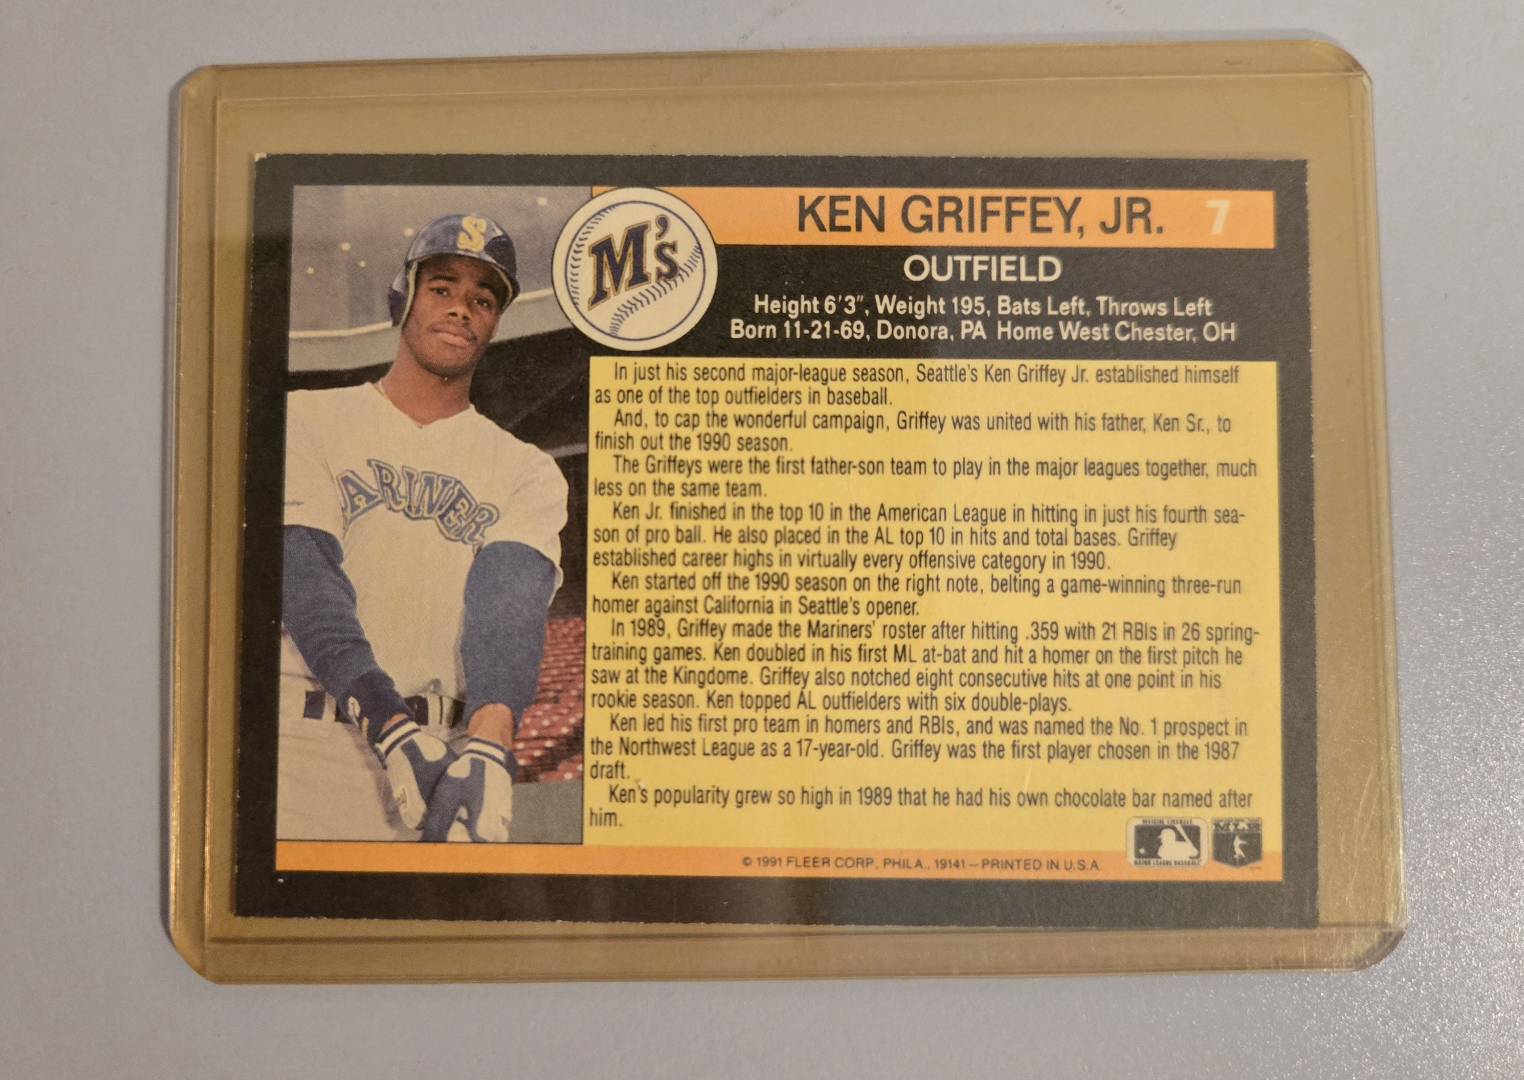 KEN GRIFFEY, JR. 7
OUTFIELD
Height 6'3", Weight 195, Bats Left, Throws Left
Born 11-21-69, Donora, PA Home West Chester, OH
M's
S
ARINER
In just his second major-league season, Seattle's Ken Griffey Jr. established himself
as one of the top outfielders in baseball.
And, to cap the wonderful campaign, Griffey was united with his father, Ken Sr., to
finish out the 1990 season.
The Griffeys were the first father-son team to play in the major leagues together, much
less on the same team.
Ken Jr. finished in the top 10 in the American League in hitting in just his fourth sea-
son of pro ball. He also placed in the AL top 10 in hits and total bases. Griffey
established career highs in virtually every offensive category in 1990.
Ken started off the 1990 season on the right note, belting a game-winning three-run
homer against California in Seattle's opener.
In 1989, Griffey made the Mariners' roster after hitting .359 with 21 RBIs in 26 spring-
training games. Ken doubled in his first ML at-bat and hit a homer on the first pitch he
saw at the Kingdome. Griffey also notched eight consecutive hits at one point in his
rookie season. Ken topped AL outfielders with six double-plays.
Ken led his first pro team in homers and RBIs, and was named the No. 1 prospect in
the Northwest League as a 17-year-old. Griffey was the first player chosen in the 1987
draft.
Ken's popularity grew so high in 1989 that he had his own chocolate bar named after
him.
MAJOR LEAGUE BASEBALL
© 1991 FLEER CORP., PHILA., 19141 – PRINTED IN U.S.A.